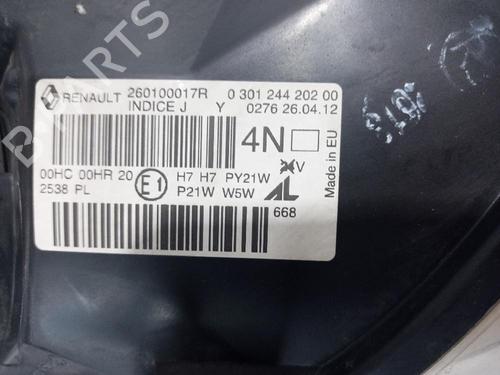 RENAULT 260100017R 0 301 244 202 00
INDICE J Y 0276 26.04.12
4N
00HC 00HR 20 E1 H7 H7 PY21W V
2538 PL P21W W5W AL
668
Made in EU
B-PARTS